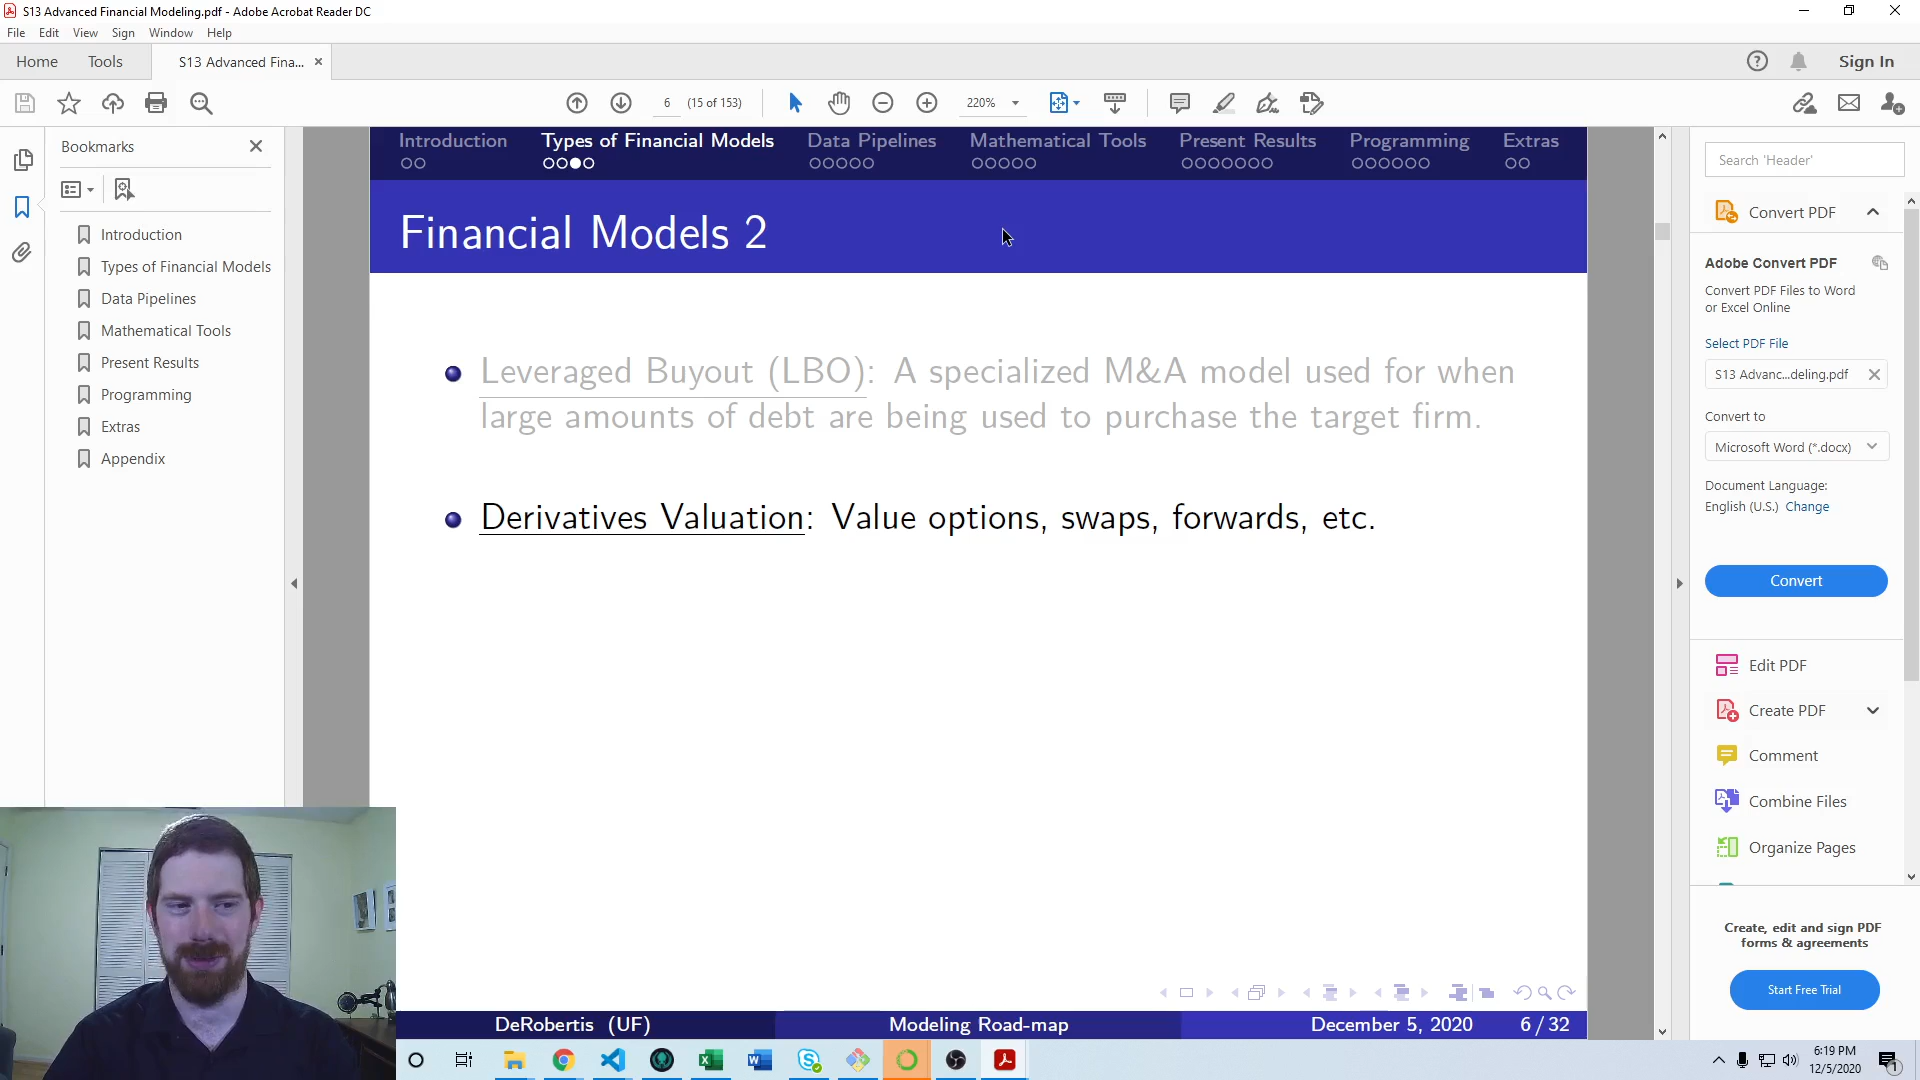 S13 Advanced Financial Modeling.pdf - Adobe Acrobat Reader DC
File Edit View Sign Window Help
Home Tools S13 Advanced Fina... Sign In
6 (15 of 153) 220%
Bookmarks
Introduction
Types of Financial Models
Data Pipelines
Mathematical Tools
Present Results
Programming
Extras
Appendix
Introduction Types of Financial Models Data Pipelines Mathematical Tools Present Results Programming Extras
Financial Models 2
Leveraged Buyout (LBO): A specialized M&A model used for when
large amounts of debt are being used to purchase the target firm.
Derivatives Valuation: Value options, swaps, forwards, etc.
DeRobertis (UF) Modeling Road-map December 5, 2020 6 / 32
Search 'Header'
Convert PDF
Adobe Convert PDF
Convert PDF Files to Word
or Excel Online
Select PDF File
S13 Advanc...deling.pdf
Convert to
Microsoft Word (*.docx)
Document Language:
English (U.S.) Change
Convert
Edit PDF
Create PDF
Comment
Combine Files
Organize Pages
Create, edit and sign PDF
forms & agreements
Start Free Trial
6:19 PM
12/5/2020
1